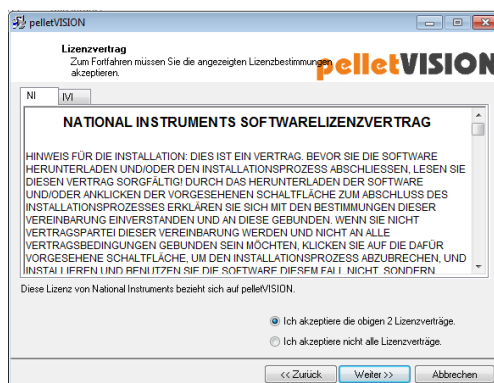 pelletVISION
Lizenzvertrag
Zum Fortfahren müssen Sie die angezeigten Lizenzbestimmungen
akzeptieren.
pelletVISION
NI IVI
NATIONAL INSTRUMENTS SOFTWARELIZENZVERTRAG
HINWEIS FÜR DIE INSTALLATION: DIES IST EIN VERTRAG. BEVOR SIE DIE SOFTWARE
HERUNTERLADEN UND/ODER DEN INSTALLATIONSPROZESS ABSCHLIESSEN, LESEN SIE
DIESEN VERTRAG SORGFÄLTIG! DURCH DAS HERUNTERLADEN DER SOFTWARE
UND/ODER ANKLICKEN DER VORGESEHENEN SCHALTFLÄCHE ZUM ABSCHLUSS DES
INSTALLATIONSPROZESSES ERKLÄREN SIE SICH MIT DEN BESTIMMUNGEN DIESER
VEREINBARUNG EINVERSTANDEN UND AN DIESE GEBUNDEN. WENN SIE NICHT
VERTRAGSPARTEI DIESER VEREINBARUNG WERDEN UND NICHT AN ALLE
VERTRAGSBEDINGUNGEN GEBUNDEN SEIN MÖCHTEN, KLICKEN SIE AUF DIE DAFÜR
VORGESEHENE SCHALTFLÄCHE, UM DEN INSTALLATIONSPROZESS ABZUBRECHEN, UND
INSTALLIEREN UND BENUTZEN SIE DIE SOFTWARE DIESEM FALL NICHT, SONDERN
Diese Lizenz von National Instruments bezieht sich auf pelletVISION.
Ich akzeptiere die obigen 2 Lizenzverträge.
Ich akzeptiere nicht alle Lizenzverträge.
<< Zurück Weiter >> Abbrechen